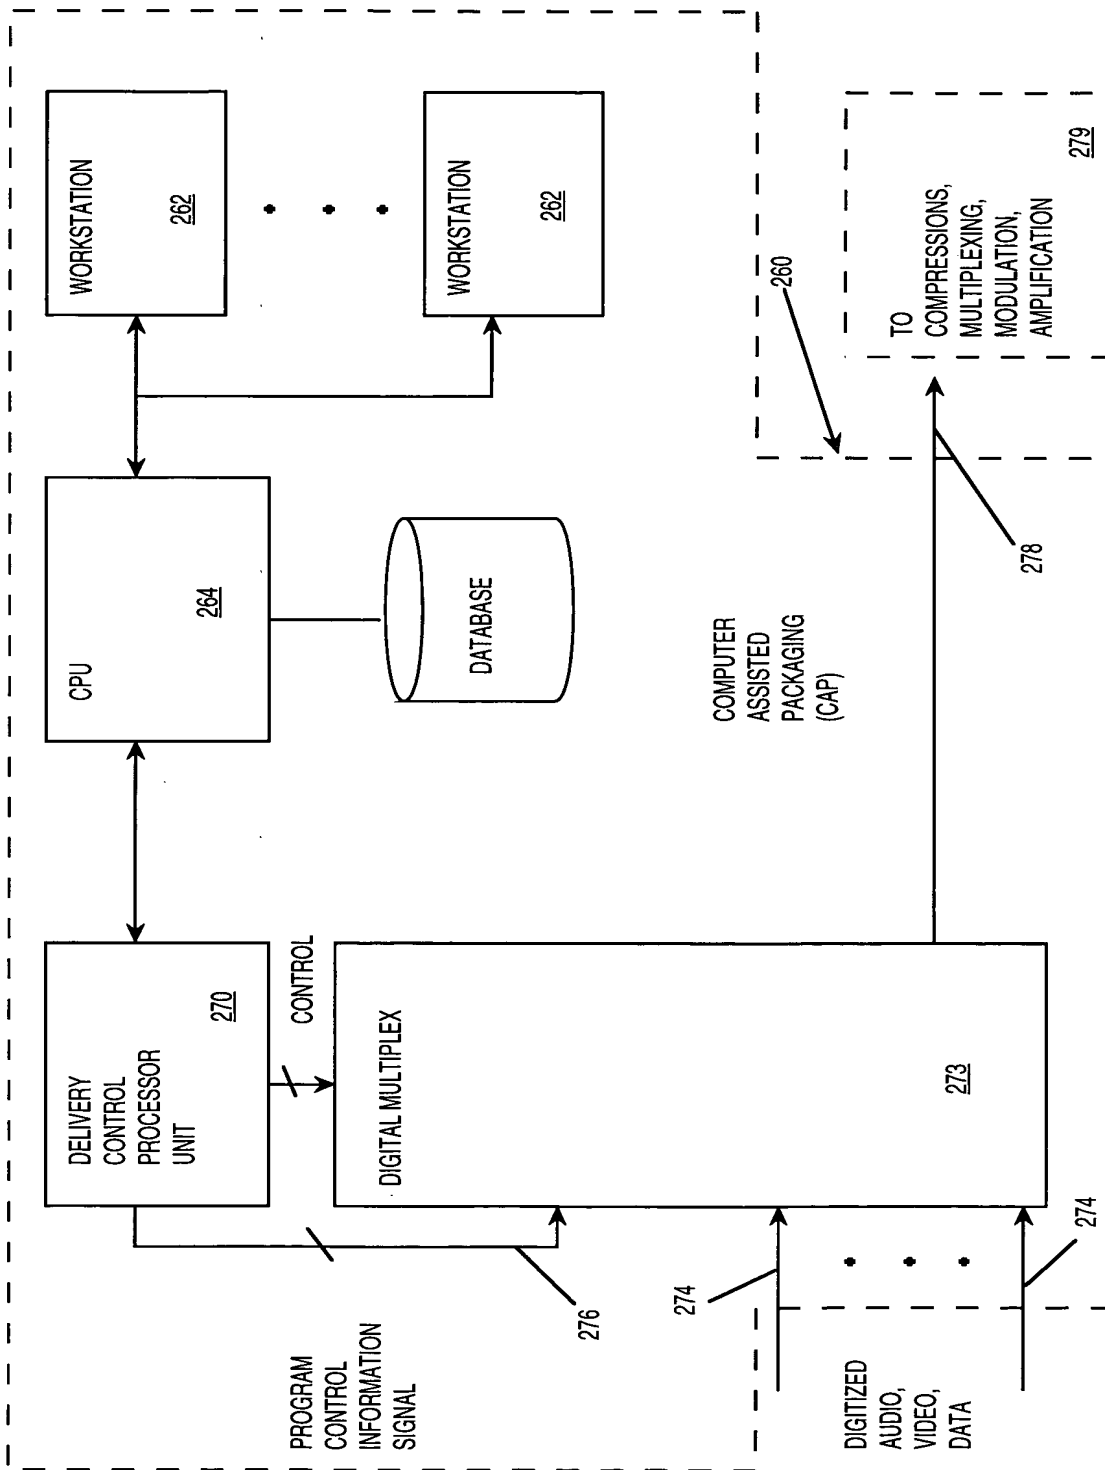 WORKSTATION
262
WORKSTATION
262
CPU
264
DATABASE
DELIVERY
CONTROL
PROCESSOR
UNIT
270
CONTROL
DIGITAL MULTIPLEX
273
PROGRAM
CONTROL
INFORMATION
SIGNAL
276
274
274
DIGITIZED
AUDIO,
VIDEO,
DATA
COMPUTER
ASSISTED
PACKAGING
(CAP)
260
278
TO
COMPRESSIONS,
MULTIPLEXING,
MODULATION,
AMPLIFICATION
279